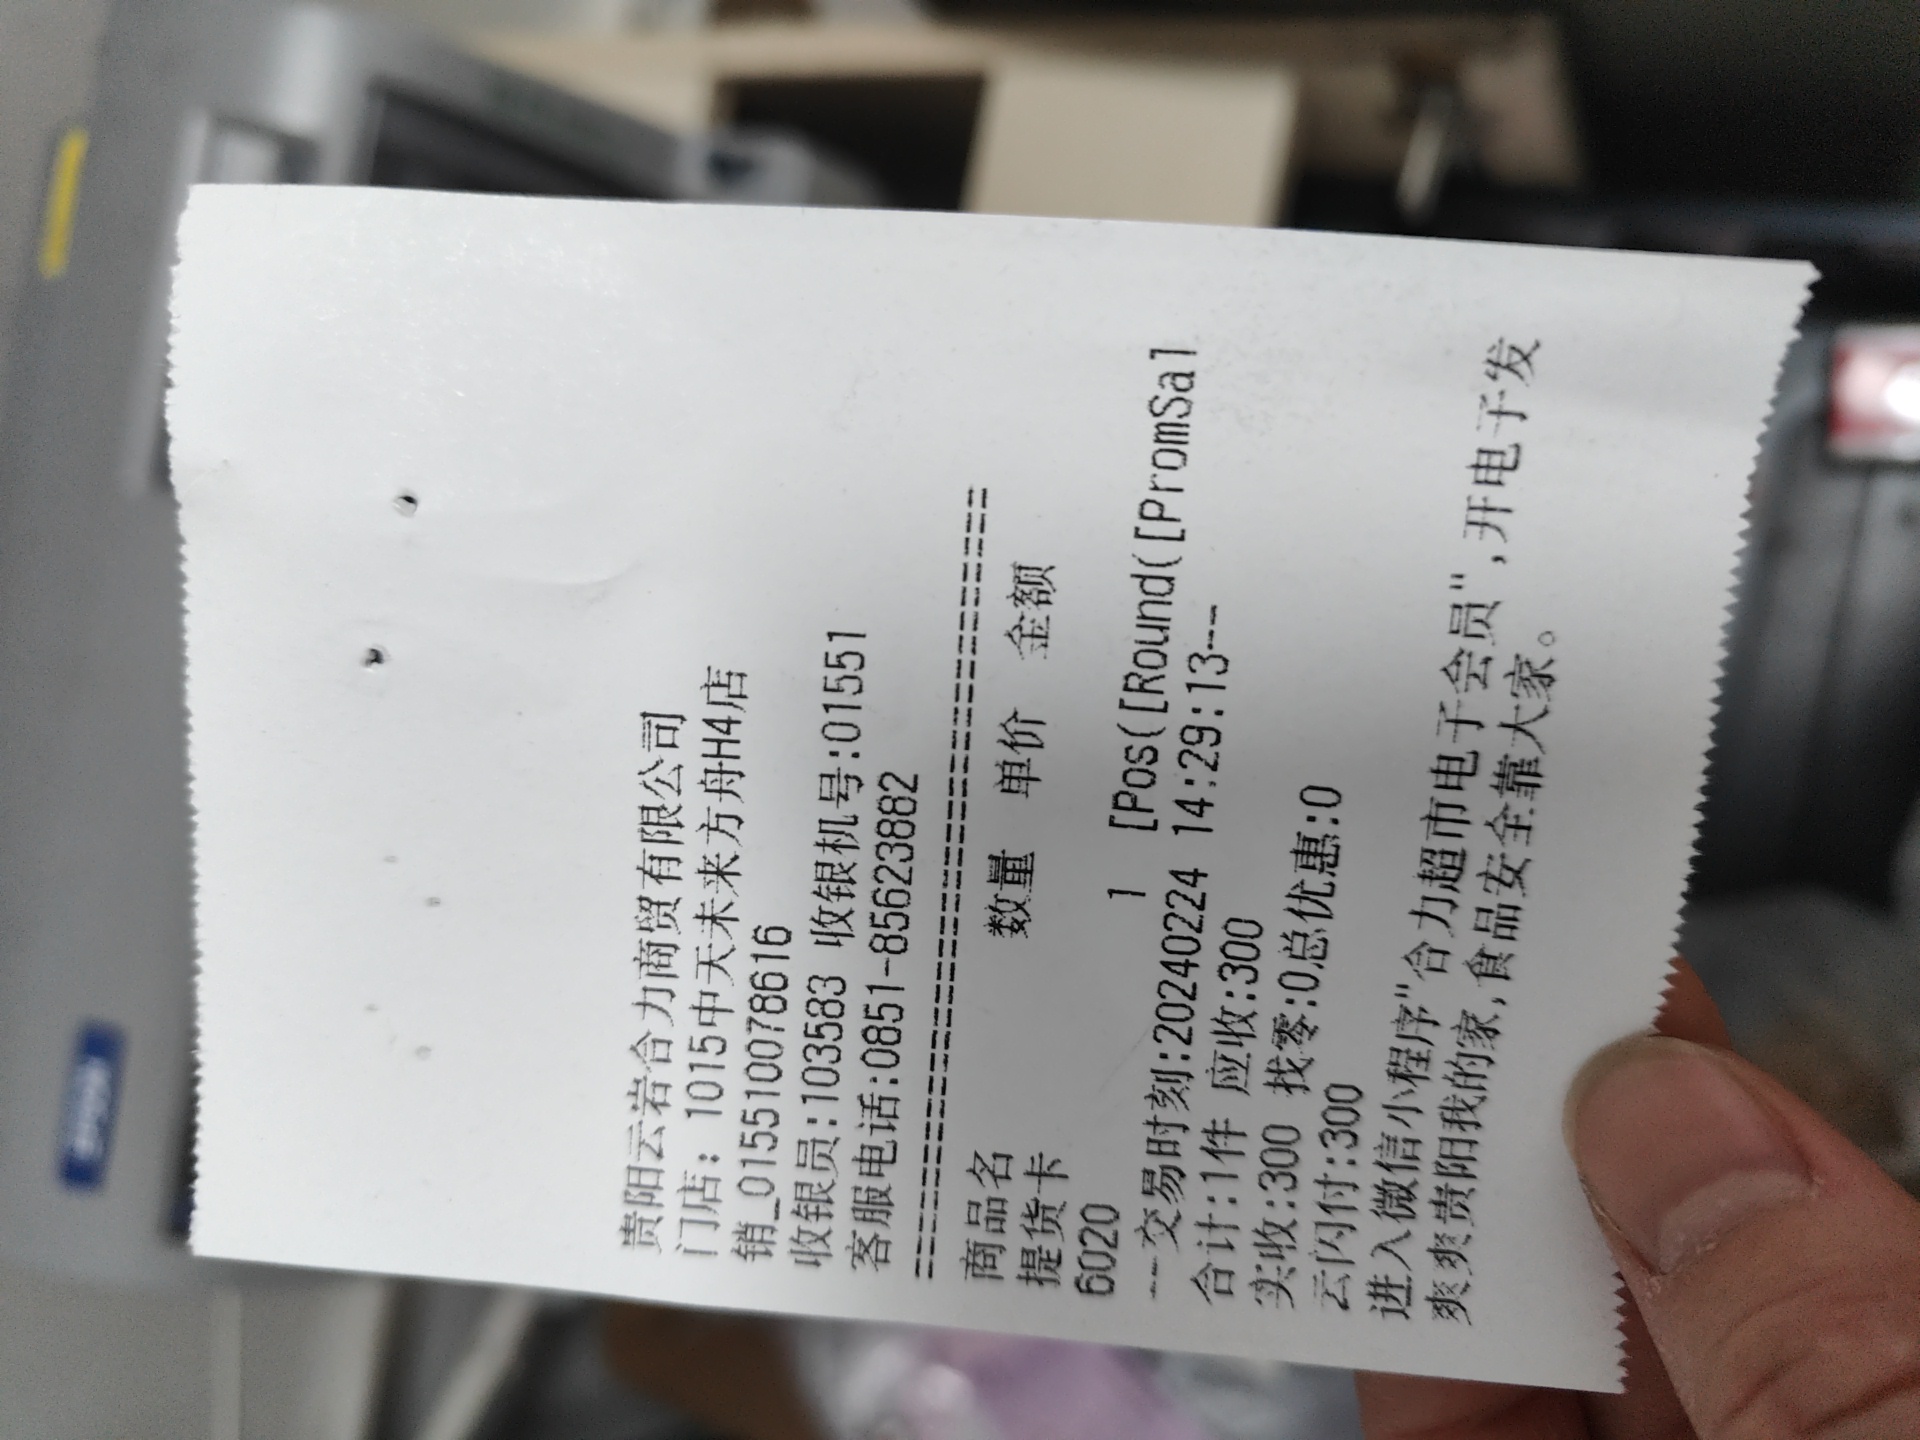 贵阳云岩合力商贸有限公司
门店: 1015中天未来方舟H4店
销_015510078616
收银员:103583 收银机号:01551
客服电话:0851-85623882
==========================================
商品名 数量 单价 金额
提货卡
6020 1 [Pos([Round([PromSal
---交易时刻:20240224 14:29:13---
合计:1件 应收:300
实收:300 找零:0总优惠:0
云闪付:300
进入微信小程序"合力超市电子会员",开电子发
爽爽贵阳我的家,食品安全靠大家。